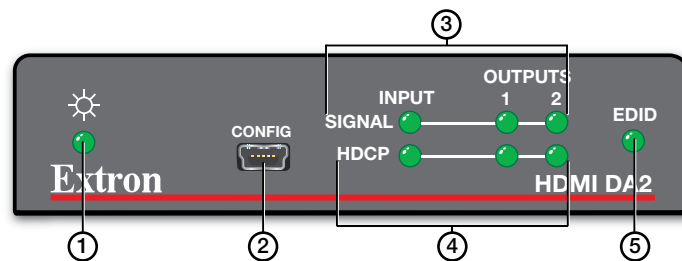 3
OUTPUTS
INPUT 1 2
SIGNAL
EDID
CONFIG
HDCP
Extron
HDMI DA2
1 2 4 5